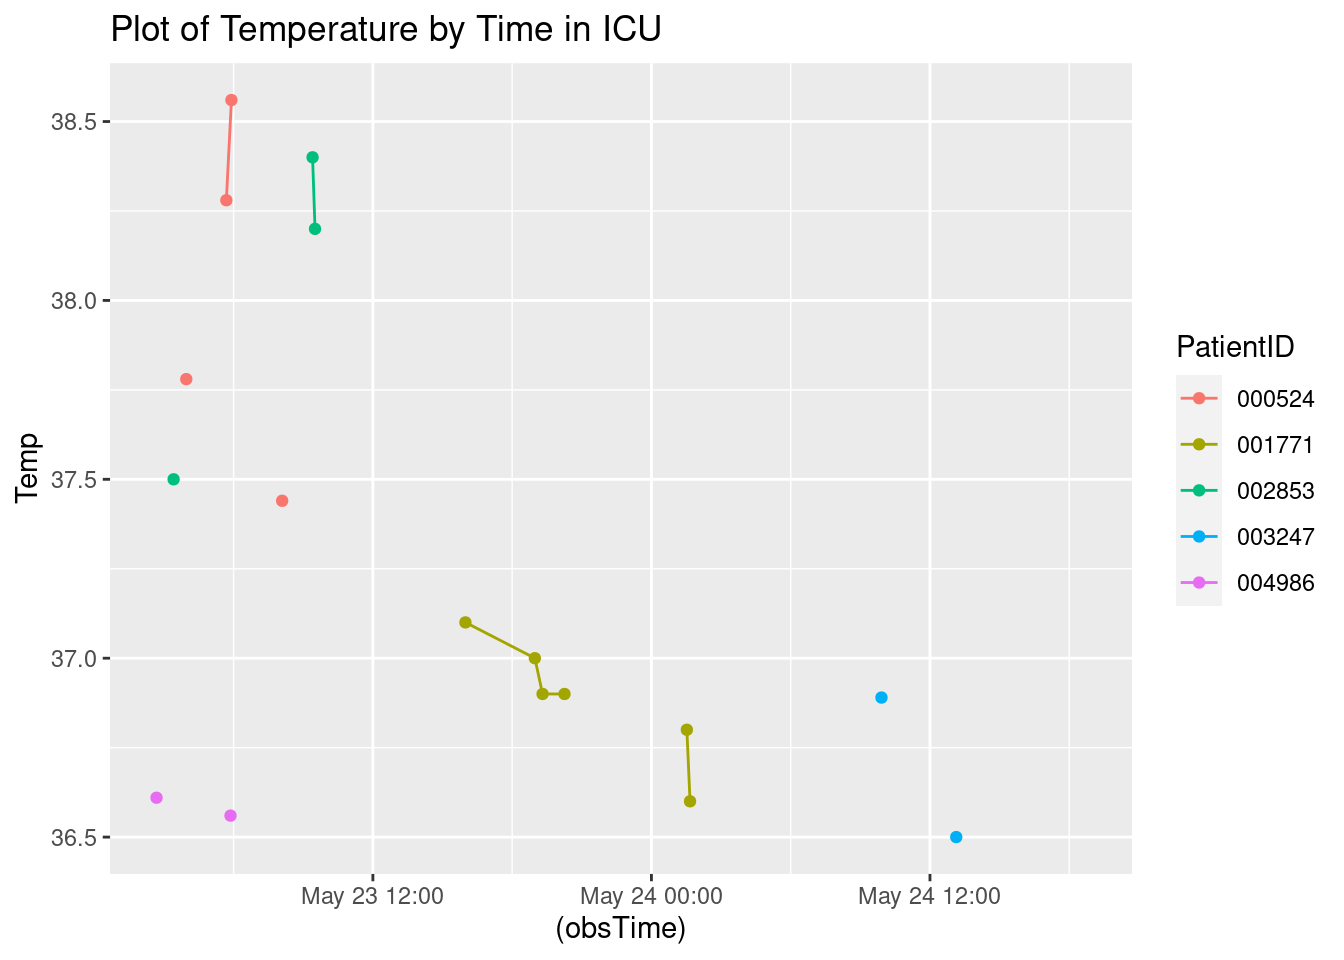 Plot of Temperature by Time in ICU
38.5
38.0
37.5
37.0
36.5
Temp
May 23 12:00
May 24 00:00
May 24 12:00
(obsTime)
PatientID
000524
001771
002853
003247
004986